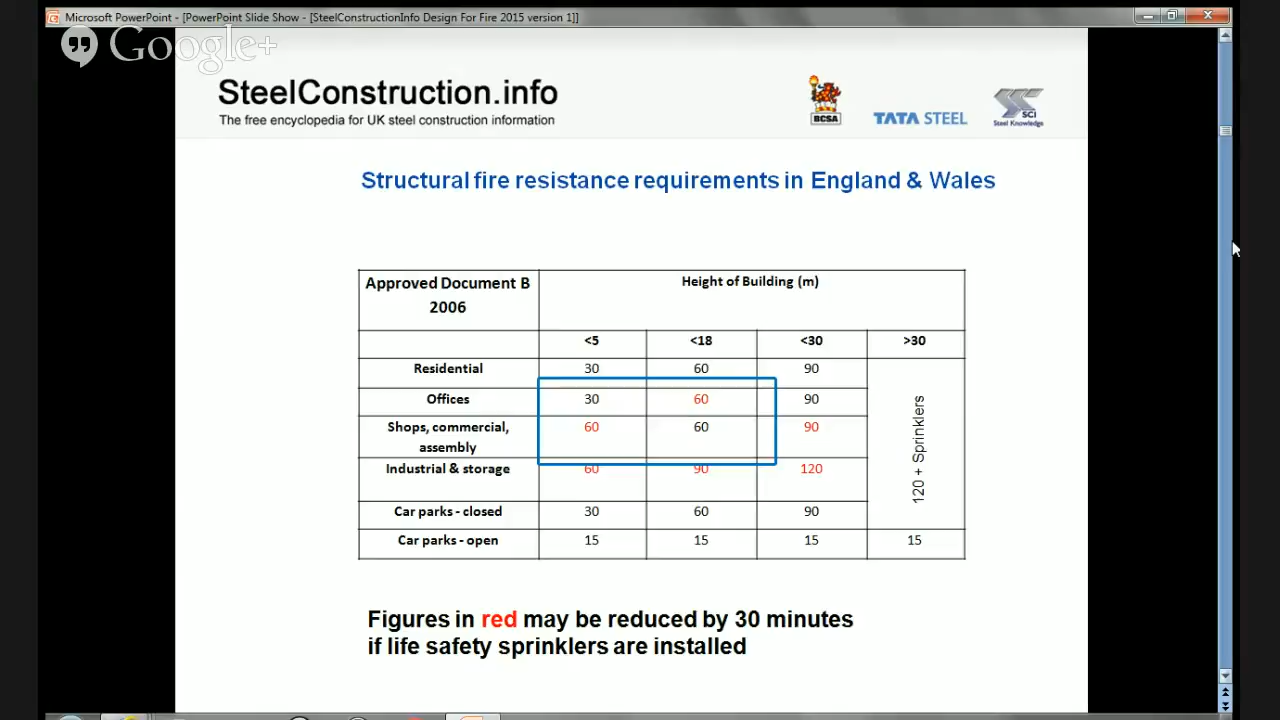 Microsoft PowerPoint - [PowerPoint Slide Show - [SteelConstructionInfo Design For Fire 2015 version 1]]
Google+
SteelConstruction.info
The free encyclopedia for UK steel construction information
BCSA
TATA STEEL
SCI
Steel Knowledge
Structural fire resistance requirements in England & Wales
Approved Document B
2006
Height of Building (m)
<5 <18 <30 >30
Residential 30 60 90
Offices 30 60 90
Shops, commercial,
assembly
60 60 90
Industrial & storage 60 90 120
120 + Sprinklers
Car parks - closed 30 60 90
Car parks - open 15 15 15 15
Figures in red may be reduced by 30 minutes
if life safety sprinklers are installed